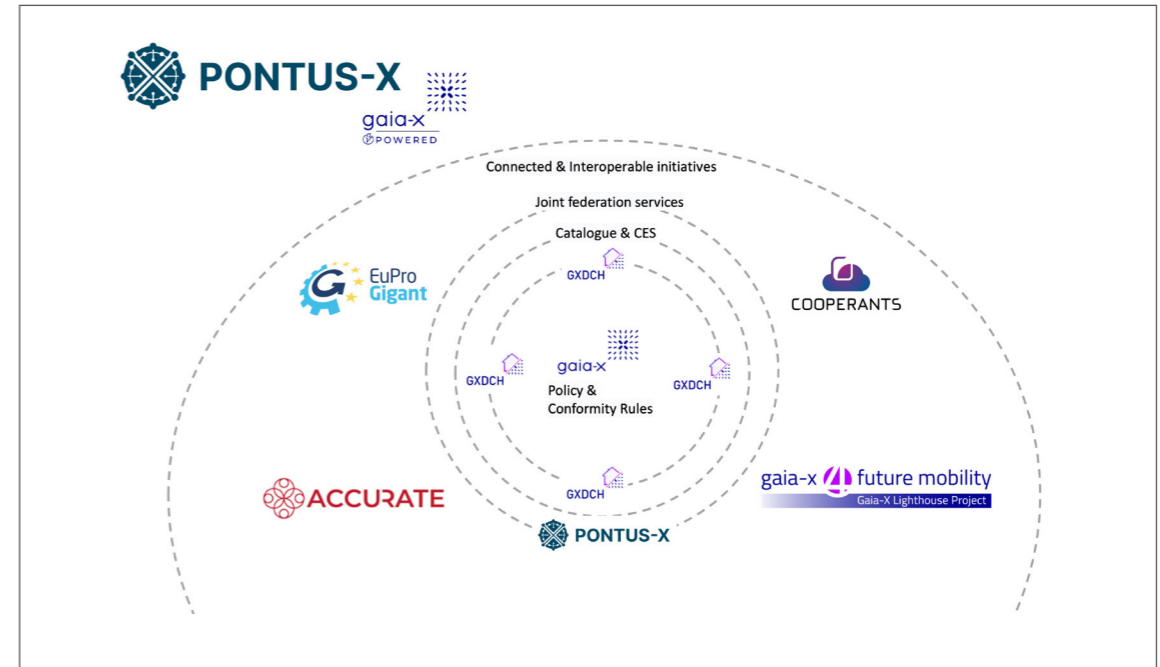 PONTUS-X
gaia-x
POWERED
Connected & Interoperable initiatives
Joint federation services
Catalogue & CES
GXDCH
EuPro
Gigant
COOPERANTS
gaia-x
GXDCH
GXDCH
Policy &
Conformity Rules
gaia-x 4 future mobility
Gaia-X Lighthouse Project
ACCURATE
GXDCH
PONTUS-X